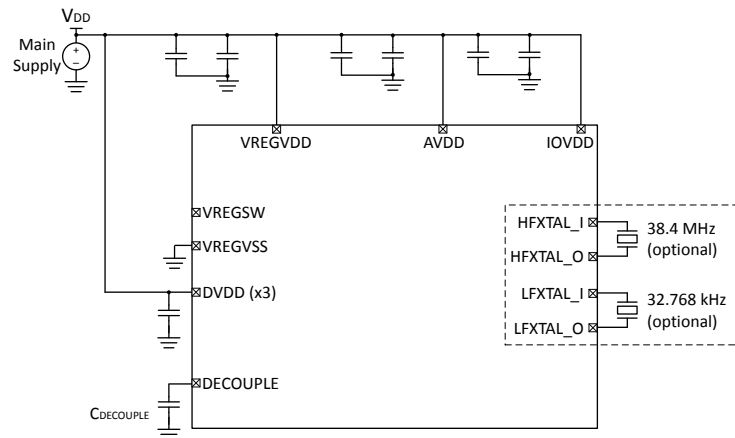 VDD
Main
Supply
+
−
VREGVDD
AVDD
IOVDD
VREGSW
VREGVSS
DVDD (x3)
DECOUPLE
CDECOUPLE
HFXTAL_I
HFXTAL_O
38.4 MHz
(optional)
LFXTAL_I
LFXTAL_O
32.768 kHz
(optional)